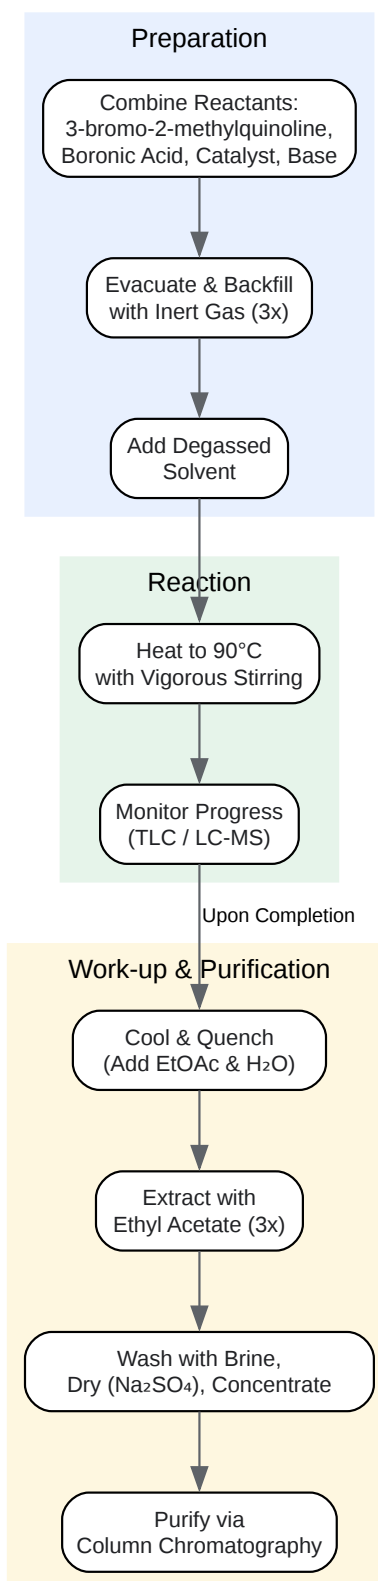 Preparation
Combine Reactants:
3-bromo-2-methylquinoline,
Boronic Acid, Catalyst, Base
Evacuate & Backfill
with Inert Gas (3x)
Add Degassed
Solvent
Reaction
Heat to 90°C
with Vigorous Stirring
Monitor Progress
(TLC / LC-MS)
Upon Completion
Work-up & Purification
Cool & Quench
(Add EtOAc & H₂O)
Extract with
Ethyl Acetate (3x)
Wash with Brine,
Dry (Na₂SO₄), Concentrate
Purify via
Column Chromatography